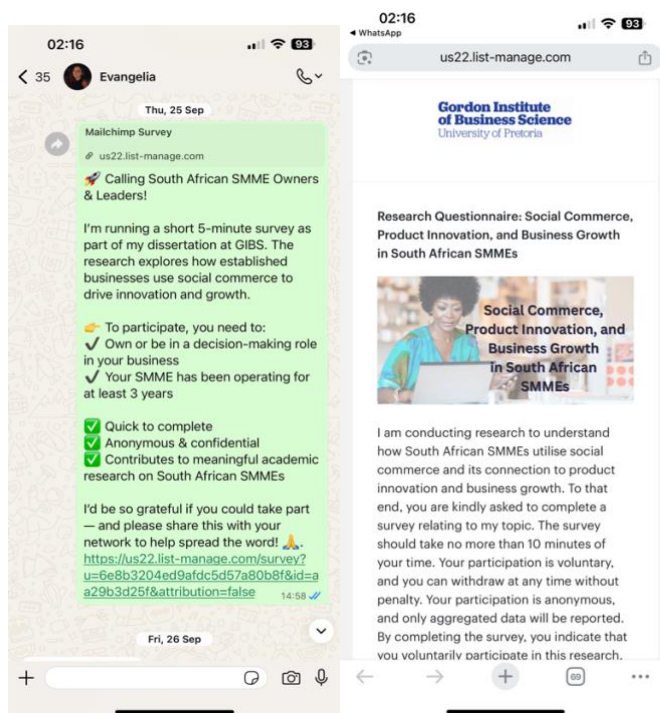 02:16
93
35
Evangelia
Thu, 25 Sep
Mailchimp Survey
us22.list-manage.com
🚀 Calling South African SMME Owners
& Leaders!
I'm running a short 5-minute survey as
part of my dissertation at GIBS. The
research explores how established
businesses use social commerce to
drive innovation and growth.
👉 To participate, you need to:
✔ Own or be in a decision-making role
in your business
✔ Your SMME has been operating for
at least 3 years
✅ Quick to complete
✅ Anonymous & confidential
✅ Contributes to meaningful academic
research on South African SMMEs
I'd be so grateful if you could take part
— and please share this with your
network to help spread the word! 🙏.
https://us22.list-manage.com/survey?
u=6e8b3204ed9afdc5d57a80b8f&id=a
a29b3d25f&attribution=false
14:58
Fri, 26 Sep
02:16
WhatsApp
93
us22.list-manage.com
Gordon Institute
of Business Science
University of Pretoria
Research Questionnaire: Social Commerce,
Product Innovation, and Business Growth
in South African SMMEs
Social Commerce,
Product Innovation, and
Business Growth
in South African
SMMEs
I am conducting research to understand
how South African SMMEs utilise social
commerce and its connection to product
innovation and business growth. To that
end, you are kindly asked to complete a
survey relating to my topic. The survey
should take no more than 10 minutes of
your time. Your participation is voluntary,
and you can withdraw at any time without
penalty. Your participation is anonymous,
and only aggregated data will be reported.
By completing the survey, you indicate that
you voluntarily participate in this research.
69